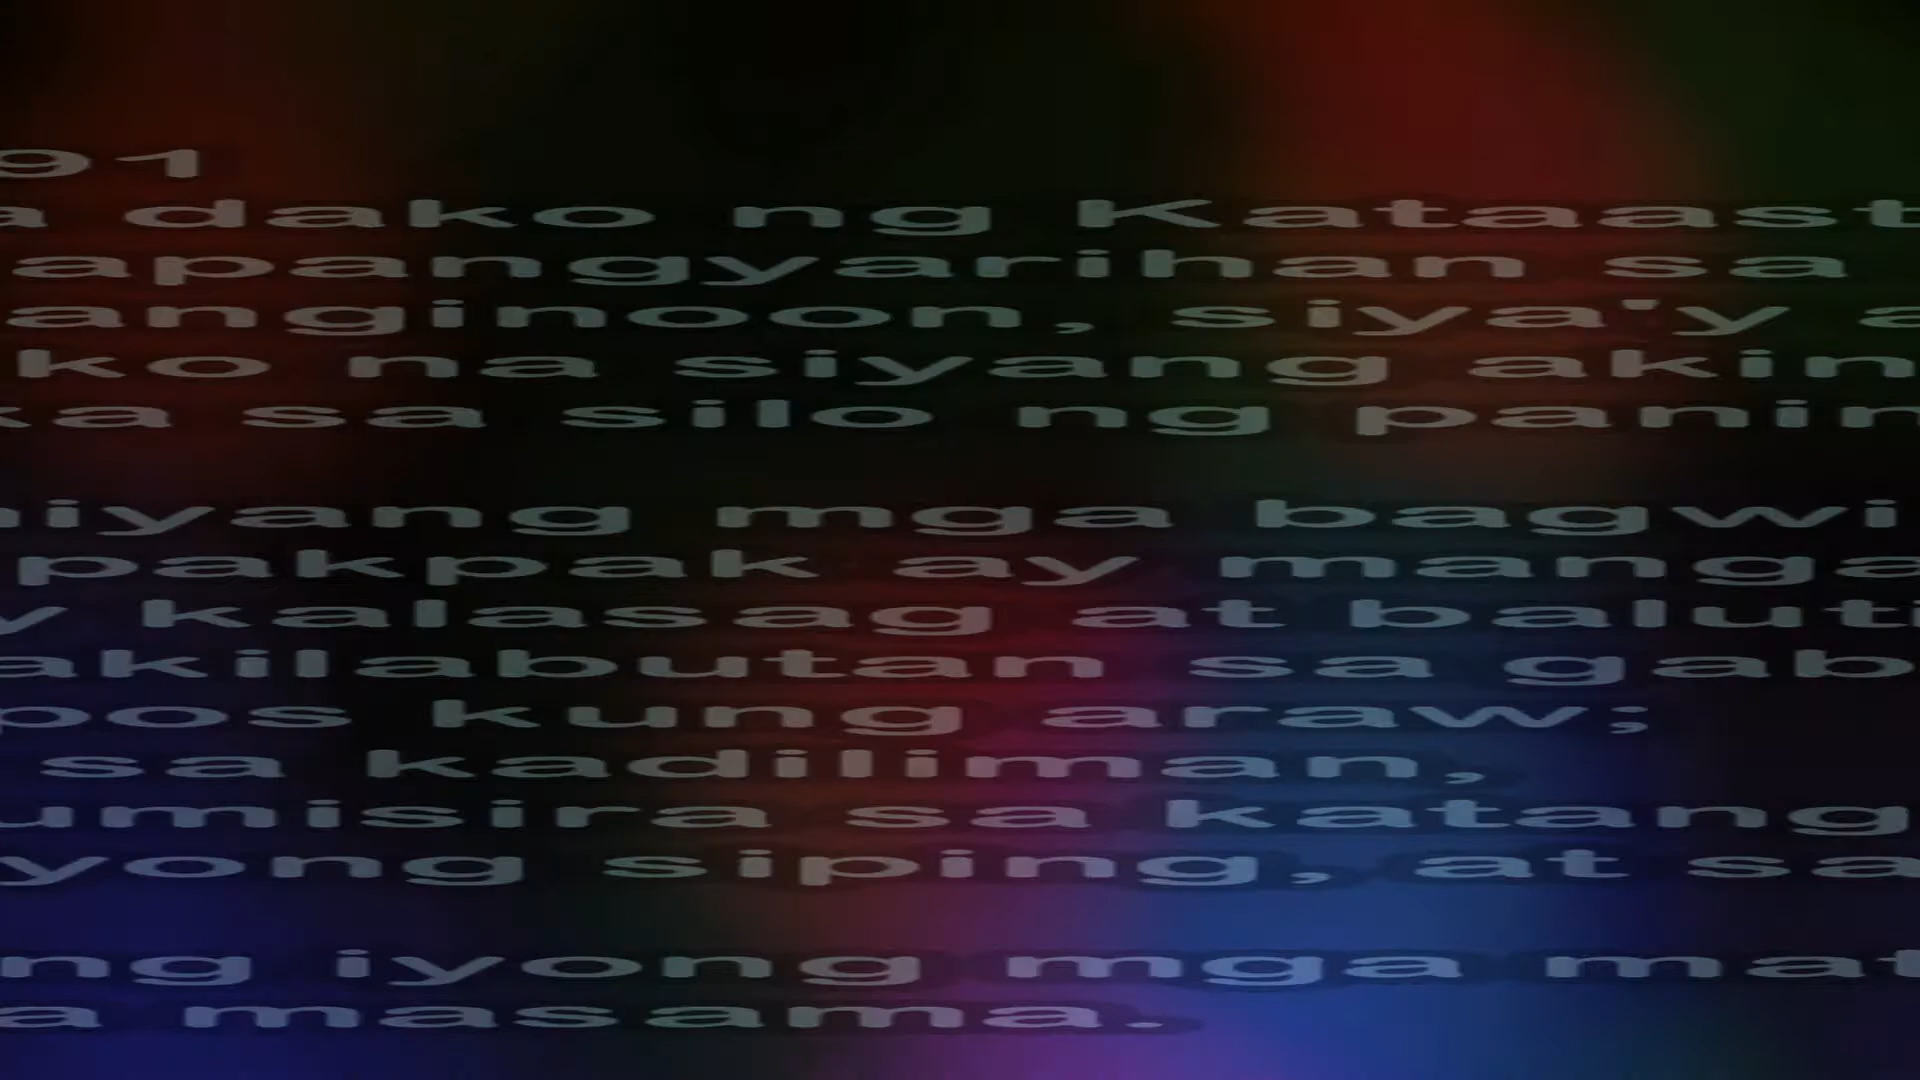 91
dako ng Kataast
apangyarihan sa
anginoon, siya'y a
ko na siyang akin
ka sa silo ng panin
niyang mga bagwi
pakpak ay manga
y kalasag at baluti
akilabutan sa gab
pos kung araw;
sa kadiliman,
umisira sa katang
yong siping, at sa
ng iyong mga mat
a masama.